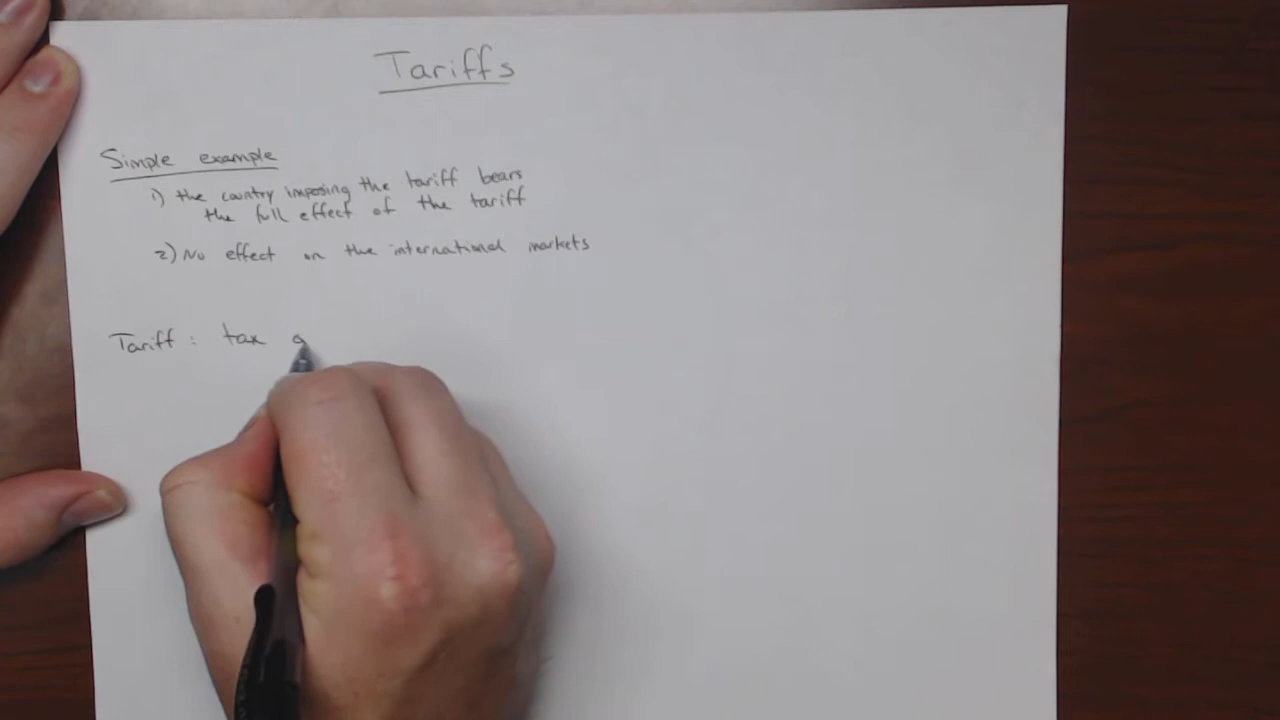 Tariffs
Simple example
1) the country imposing the tariff bears
the full effect of the tariff
2) No effect on the international markets
Tariff : tax